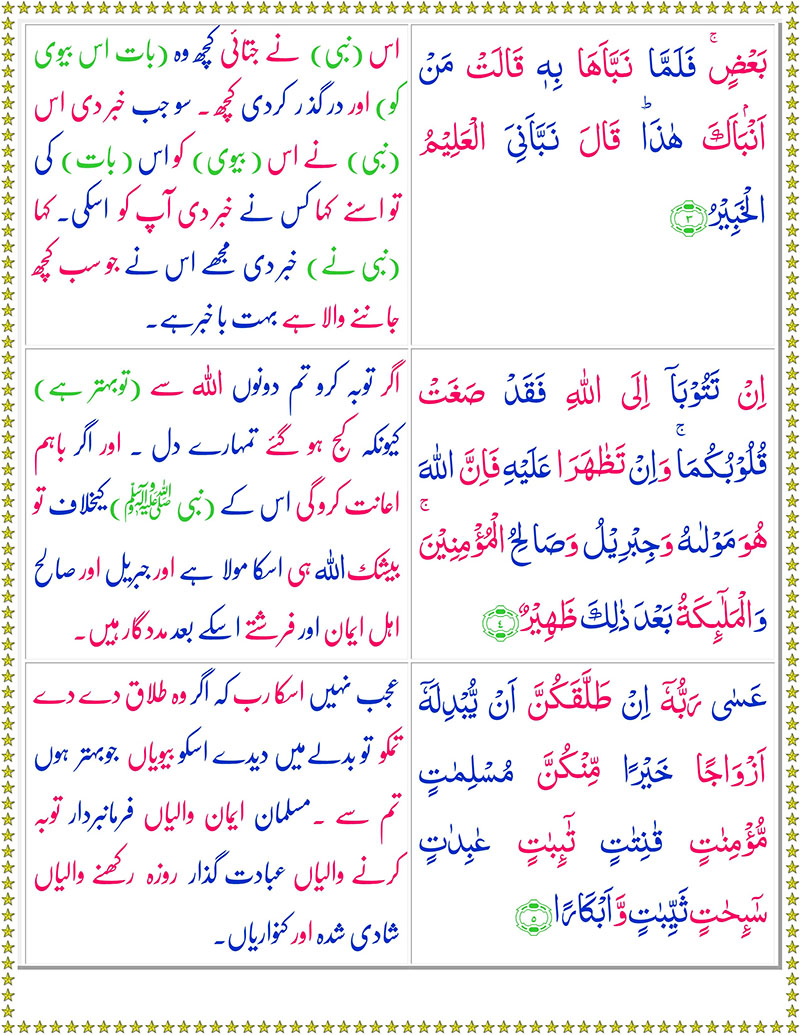 بَعْضٍۚ فَلَمَّا نَبَّاَهَا بِهٖ قَالَتْ مَنْ
اَنْۢبَاَكَ هٰذَاؕ قَالَ نَبَّاَنِیَ الْعَلِیْمُ
الْخَبِیْرُ ﴿۳﴾
اس (نبی) نے جتائی کچھ وہ (بات اس بیوی
کو) اور درگذر کردی کچھ۔ سو جب خبر دی اس
(نبی) نے اس (بیوی) کو اس (بات) کی
تو اسنے کہا کس نے خبر دی آپ کو اسکی۔ کہا
(نبی نے) خبر دی مجھے اس نے جو سب کچھ
جاننے والا ہے بہت باخبر ہے۔
اِنْ تَتُوْبَاۤ اِلَی اللّٰهِ فَقَدْ صَغَتْ
قُلُوْبُكُمَاۚ وَاِنْ تَظٰهَرَا عَلَیْهِ فَاِنَّ اللّٰهَ
هُوَ مَوْلٰىهُ وَجِبْرِیْلُ وَصَالِحُ الْمُؤْمِنِیْنَۚ
وَالْمَلٰٓىِٕكَةُ بَعْدَ ذٰلِكَ ظَهِیْرٌ ﴿۴﴾
اگر توبہ کرو تم دونوں اللہ سے (تو بہتر ہے)
کیونکہ کج ہو گئے تمہارے دل ۔ اور اگر باہم
اعانت کروگی اس کے (نبی ﷺ) کیخلاف تو
بیشک اللہ ہی اسکا مولا ہے اور جبریل اور صالح
اہل ایمان اور فرشتے اسکے بعد مددگار ہیں۔
عَسٰى رَبُّهٗۤ اِنْ طَلَّقَكُنَّ اَنْ یُّبْدِلَهٗۤ
اَزْوَاجًا خَیْرًا مِّنْكُنَّ مُسْلِمٰتٍ
مُّؤْمِنٰتٍ قٰنِتٰتٍ تٰٓىِٕبٰتٍ عٰبِدٰتٍ
سٰٓىِٕحٰتٍ ثَیِّبٰتٍ وَّاَبْكَارًا ﴿۵﴾
عجب نہیں اسکا رب کہ اگر وہ طلاق دے دے
تمکو تو بدلے میں دیدے اسکو بیویاں جو بہتر ہوں
تم سے ۔ مسلمان ایمان والیاں فرمانبردار توبہ
کرنے والیاں عبادت گذار روزہ رکھنے والیاں
شادی شدہ اور کنواریاں۔